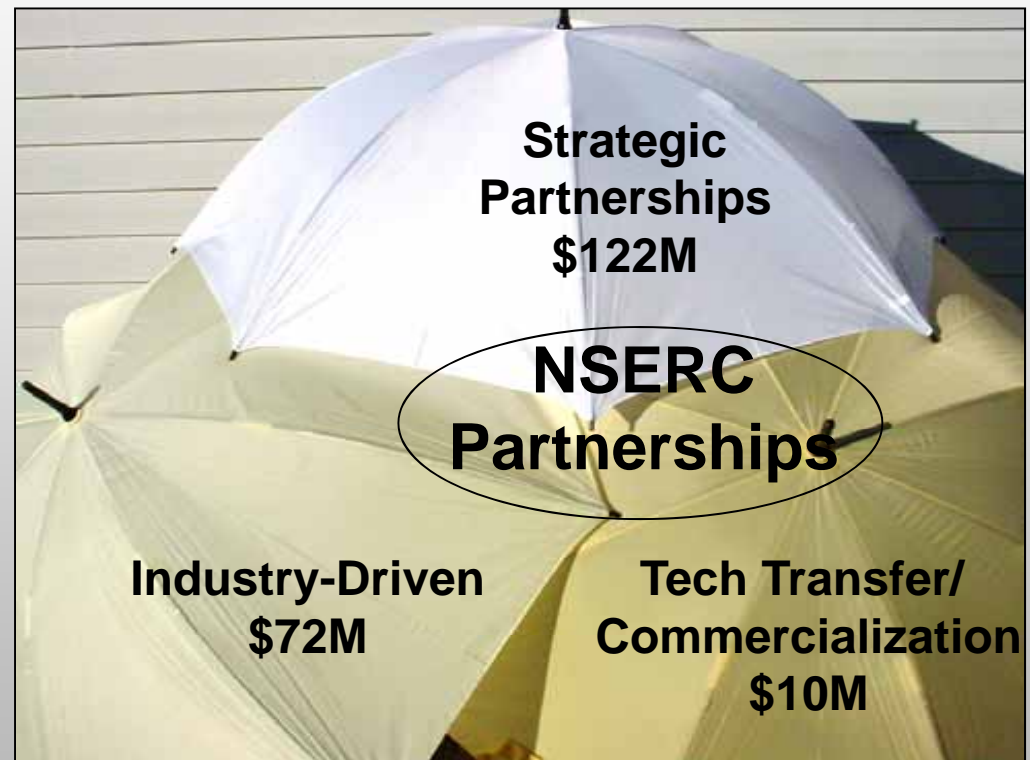 Strategic
Partnerships
$122M
NSERC
Partnerships
Industry-Driven
$72M
Tech Transfer/
Commercialization
$10M